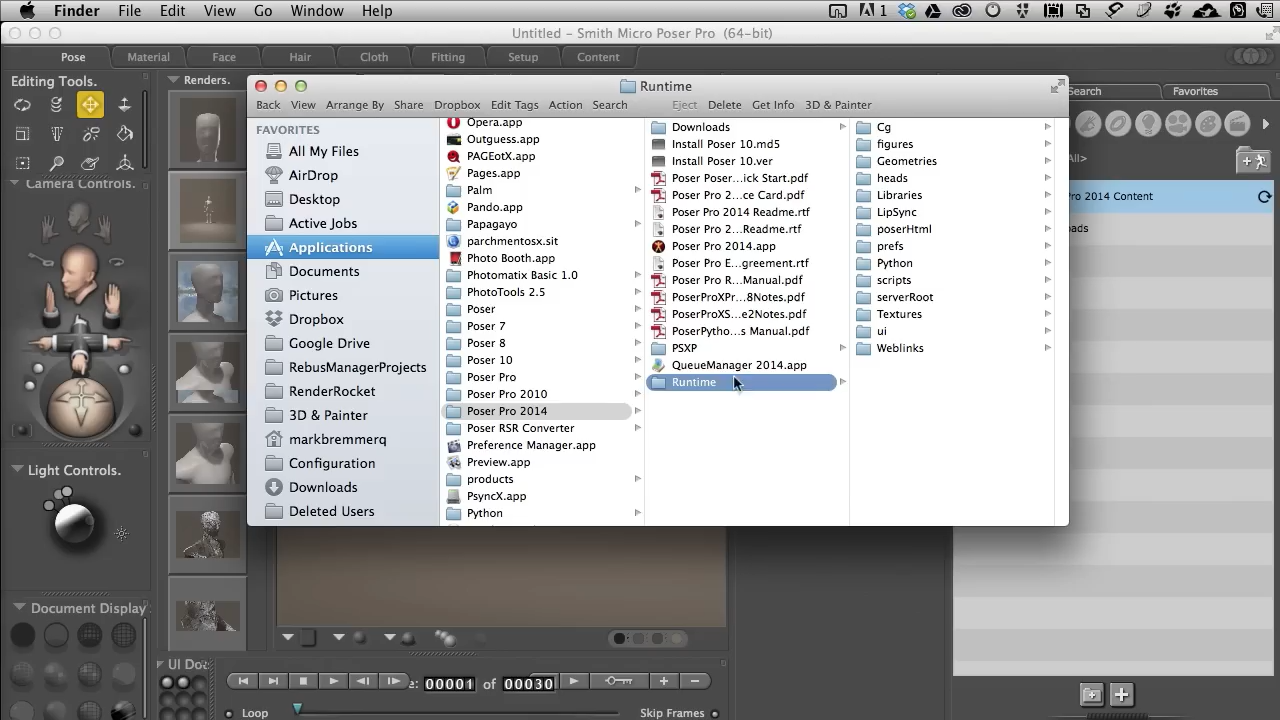 Finder File Edit View Go Window Help
1
Untitled - Smith Micro Poser Pro (64-bit)
Pose Material Face Hair Cloth Fitting Setup Content
Editing Tools.
Renders.
Runtime
Back View Arrange By Share Dropbox Edit Tags Action Search Eject Delete Get Info 3D & Painter
Search Favorites
FAVORITES
All My Files
AirDrop
Desktop
Active Jobs
Applications
Documents
Pictures
Dropbox
Google Drive
RebusManagerProjects
RenderRocket
3D & Painter
markbremmerq
Configuration
Downloads
Deleted Users
Opera.app
Outguess.app
PAGEotX.app
Pages.app
Palm
Pando.app
Papagayo
parchmentosx.sit
Photo Booth.app
Photomatix Basic 1.0
PhotoTools 2.5
Poser
Poser 7
Poser 8
Poser 10
Poser Pro
Poser Pro 2010
Poser Pro 2014
Poser RSR Converter
Preference Manager.app
Preview.app
products
PsyncX.app
Python
Downloads
Install Poser 10.md5
Install Poser 10.ver
Poser Poser...ick Start.pdf
Poser Pro 2...ce Card.pdf
Poser Pro 2014 Readme.rtf
Poser Pro 2...Readme.rtf
Poser Pro 2014.app
Poser Pro E...greement.rtf
Poser Pro R...Manual.pdf
PoserProXPr...8Notes.pdf
PoserProXS...e2Notes.pdf
PoserPytho...s Manual.pdf
PSXP
QueueManager 2014.app
Runtime
Cg
figures
Geometries
heads
Libraries
LipSync
poserHtml
prefs
Python
scripts
serverRoot
Textures
ui
Weblinks
All>
Pro 2014 Content
oads
Camera Controls.
Light Controls.
Document Display
UI Do
e: 00001 of 00030
Loop Skip Frames